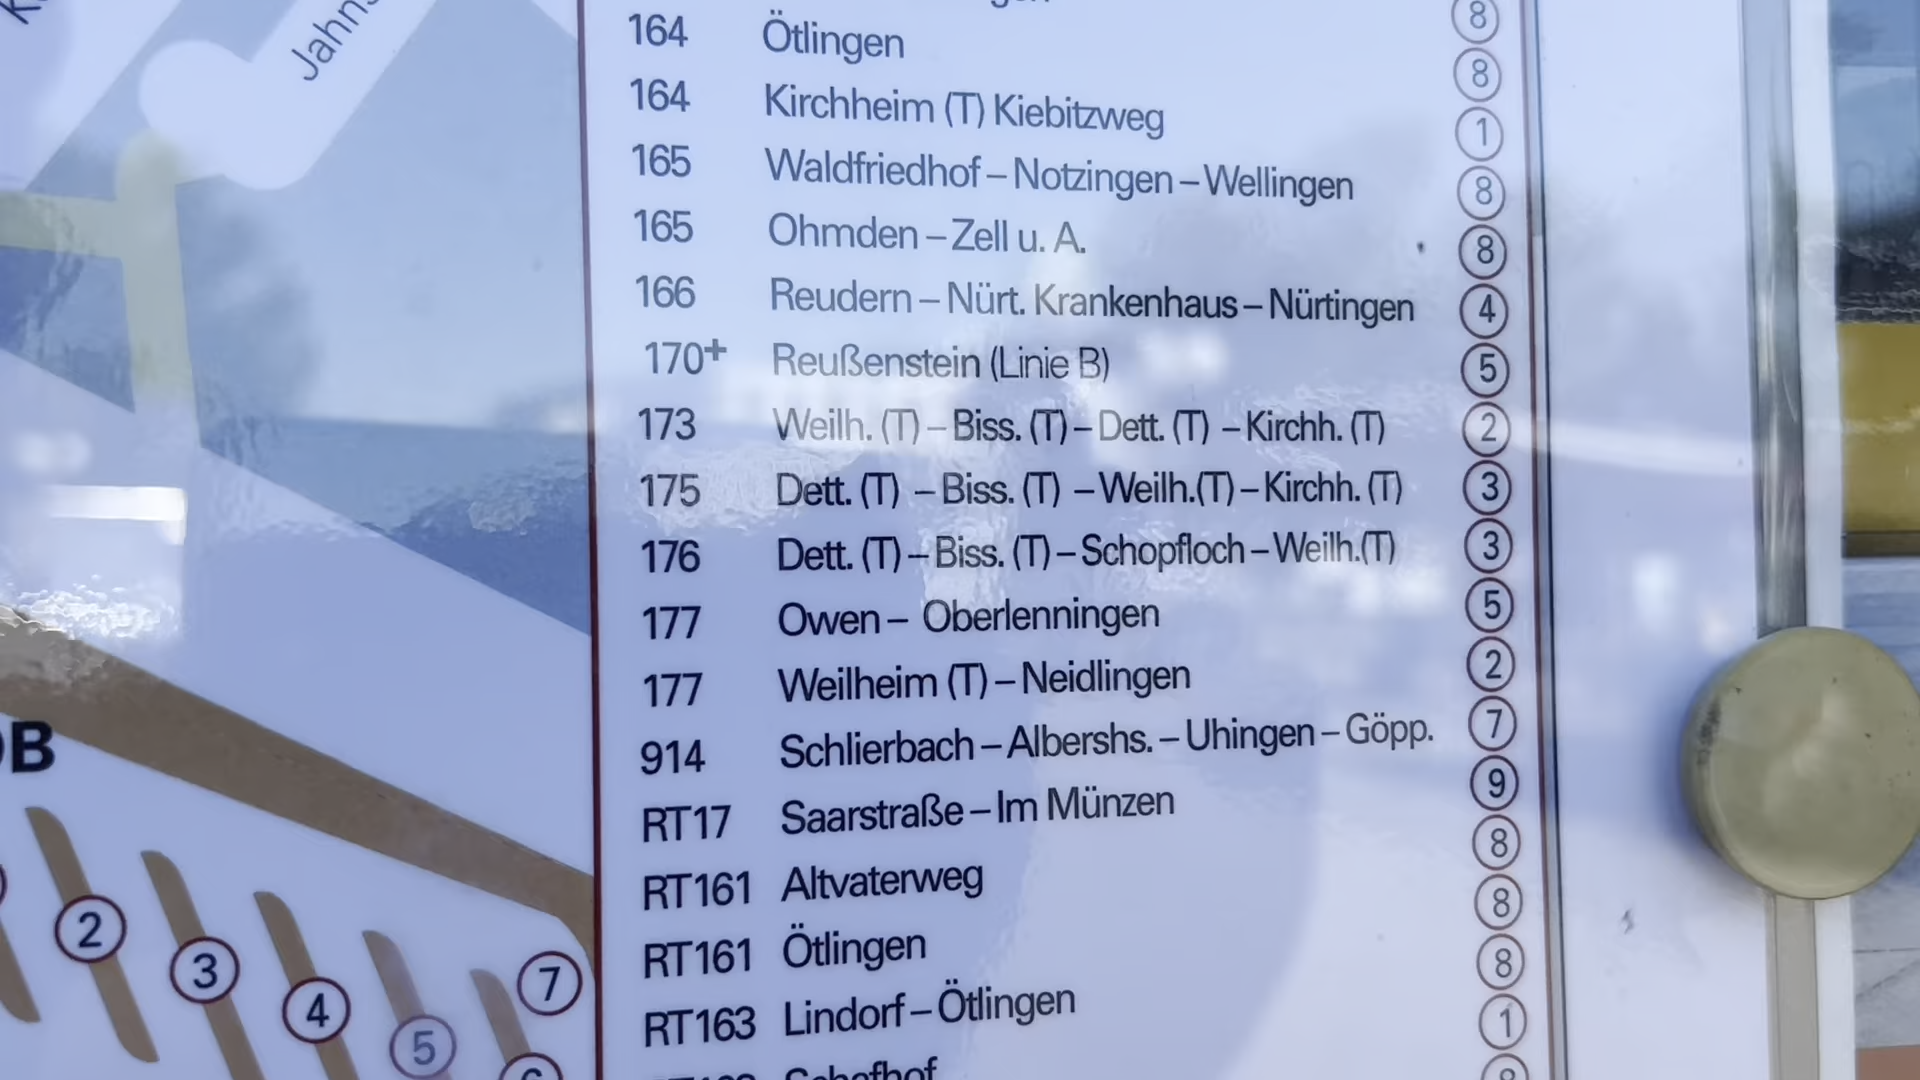 Jahns
8
164 Ötlingen 8
164 Kirchheim (T) Kiebitzweg 1
165 Waldfriedhof – Notzingen – Wellingen 8
165 Ohmden – Zell u. A. 8
166 Reudern – Nürt. Krankenhaus – Nürtingen 4
170+ Reußenstein (Linie B) 5
173 Weilh. (T) – Biss. (T) – Dett. (T) – Kirchh. (T) 2
175 Dett. (T) – Biss. (T) – Weilh.(T) – Kirchh. (T) 3
176 Dett. (T) – Biss. (T) – Schopfloch – Weilh.(T) 3
177 Owen – Oberlenningen 5
177 Weilheim (T) – Neidlingen 2
914 Schlierbach – Albershs. – Uhingen – Göpp. 7
RT17 Saarstraße – Im Münzen 9
RT161 Altvaterweg 8
RT161 Ötlingen 8
RT163 Lindorf – Ötlingen 8
Schafhof 1
OB
2
3
4
5
6
7